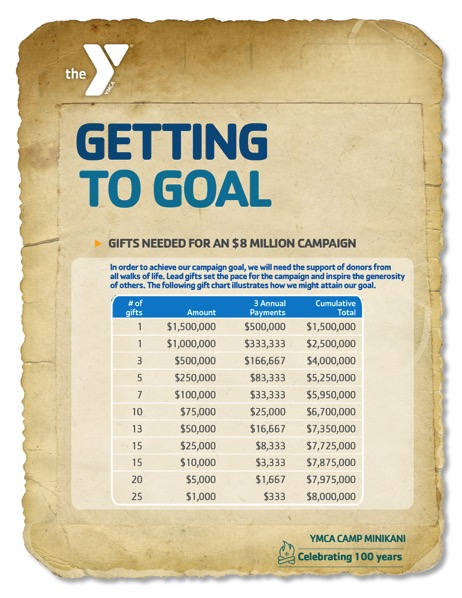 the Y
YMCA
GETTING
TO GOAL
GIFTS NEEDED FOR AN $8 MILLION CAMPAIGN
In order to achieve our campaign goal, we will need the support of donors from
all walks of life. Lead gifts set the pace for the campaign and inspire the generosity
of others. The following gift chart illustrates how we might attain our goal.
# of gifts Amount 3 Annual Payments Cumulative Total
1 $1,500,000 $500,000 $1,500,000
1 $1,000,000 $333,333 $2,500,000
3 $500,000 $166,667 $4,000,000
5 $250,000 $83,333 $5,250,000
7 $100,000 $33,333 $5,950,000
10 $75,000 $25,000 $6,700,000
13 $50,000 $16,667 $7,350,000
15 $25,000 $8,333 $7,725,000
15 $10,000 $3,333 $7,875,000
20 $5,000 $1,667 $7,975,000
25 $1,000 $333 $8,000,000
YMCA CAMP MINIKANI
Celebrating 100 years